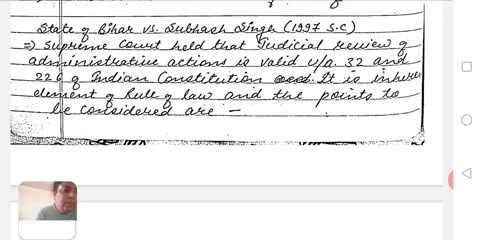 State of Bihar vs. Subhash Singh (1997 S.C)
⇒ Supreme Court held that Judicial review of
administrative actions is valid u/a. 32 and
226 of Indian Constitution. It is inhere
element of Rule of law and the points to
be considered are –